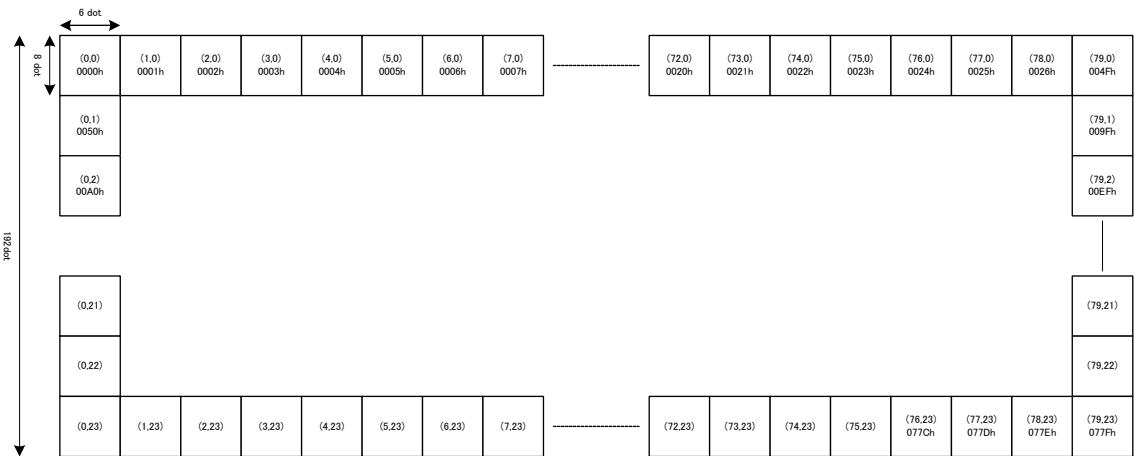 6 dot
8 dot
192dot
(0,0) (1,0) (2,0) (3,0) (4,0) (5,0) (6,0) (7,0) (72,0) (73,0) (74,0) (75,0) (76,0) (77,0) (78,0) (79,0)
0000h 0001h 0002h 0003h 0004h 0005h 0006h 0007h 0020h 0021h 0022h 0023h 0024h 0025h 0026h 004Fh
(0,1) (79,1)
0050h 009Fh
(0,2) (79,2)
00A0h 00EFh
(0,21) (79,21)
(0,22) (79,22)
(0,23) (1,23) (2,23) (3,23) (4,23) (5,23) (6,23) (7,23) (72,23) (73,23) (74,23) (75,23) (76,23) (77,23) (78,23) (79,23)
077Ch 077Dh 077Eh 077Fh